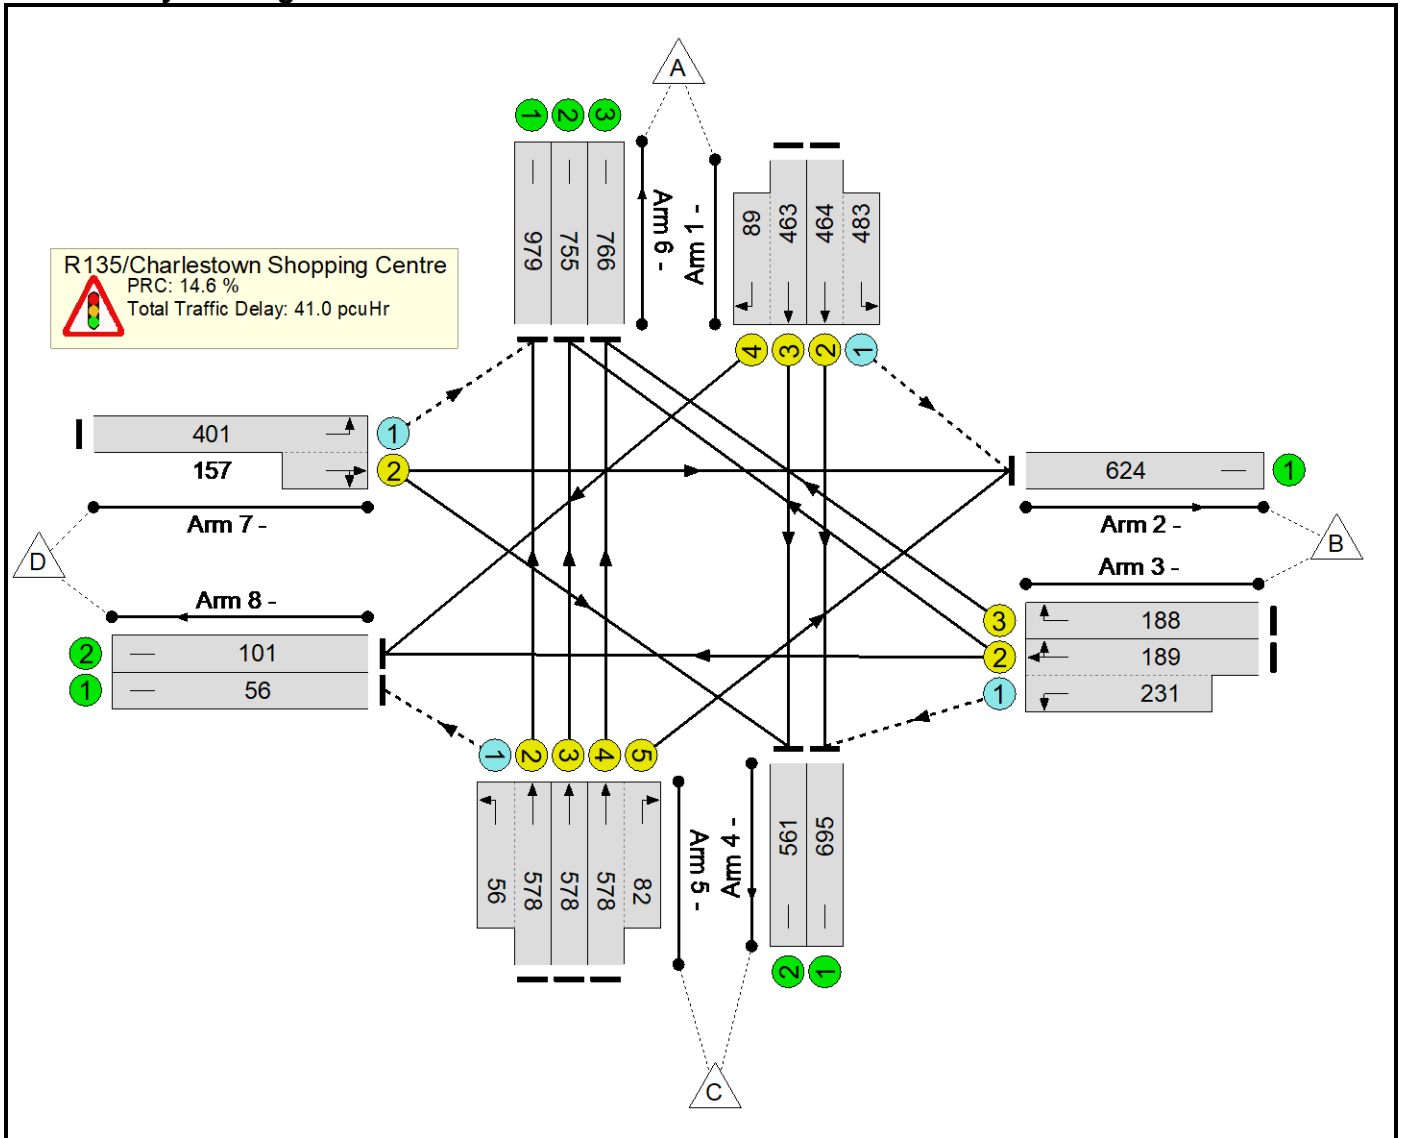 A
1
2
3
979
755
766
Arm 6 -
Arm 1 -
89
463
464
483
R135/Charlestown Shopping Centre
PRC: 14.6 %
Total Traffic Delay: 41.0 pcuHr
4
3
2
1
401
1
157
2
Arm 7 -
624
1
Arm 2 -
D
B
Arm 8 -
Arm 3 -
2
101
1
56
3
188
2
189
1
231
1
2
3
4
5
56
578
578
578
82
Arm 5 -
Arm 4 -
561
695
2
1
C